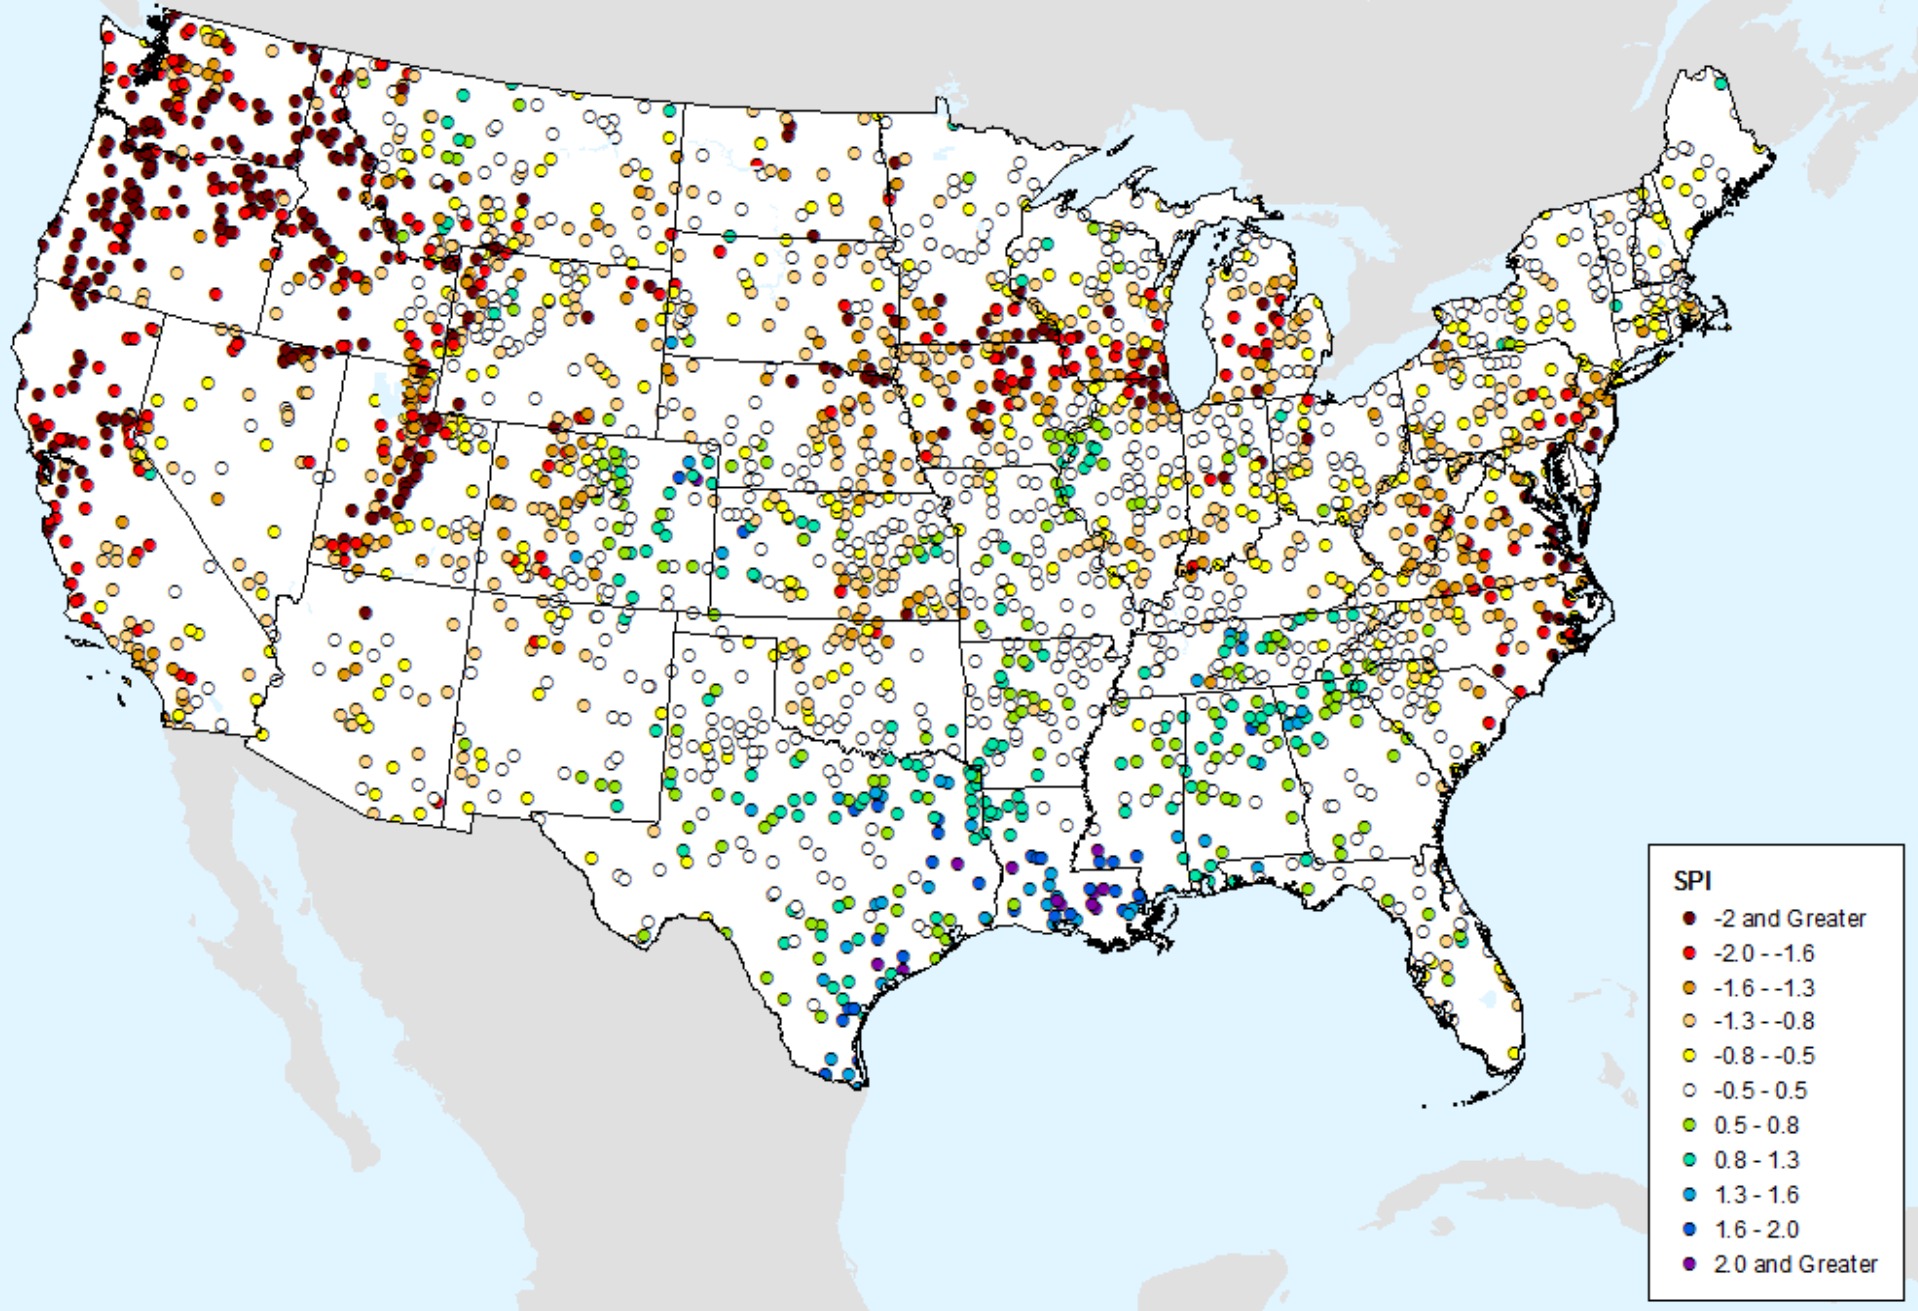 SPI
-2 and Greater
-2.0 - -1.6
-1.6 - -1.3
-1.3 - -0.8
-0.8 - -0.5
-0.5 - 0.5
0.5 - 0.8
0.8 - 1.3
1.3 - 1.6
1.6 - 2.0
2.0 and Greater